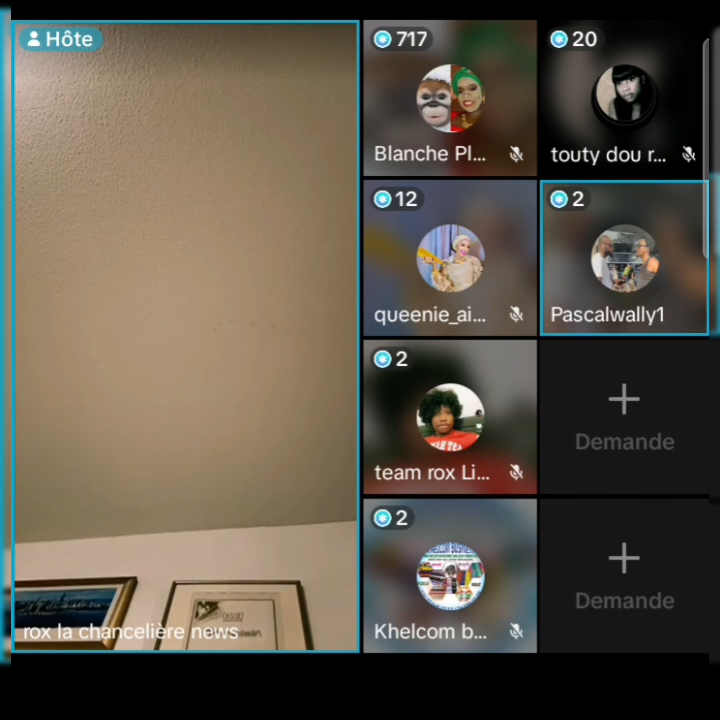 Hôte
717
Blanche Pl...
20
touty dou r...
12
queenie_ai...
2
Pascalwally1
2
team rox Li...
Demande
2
Khelcom b...
Demande
rox la chancelière news